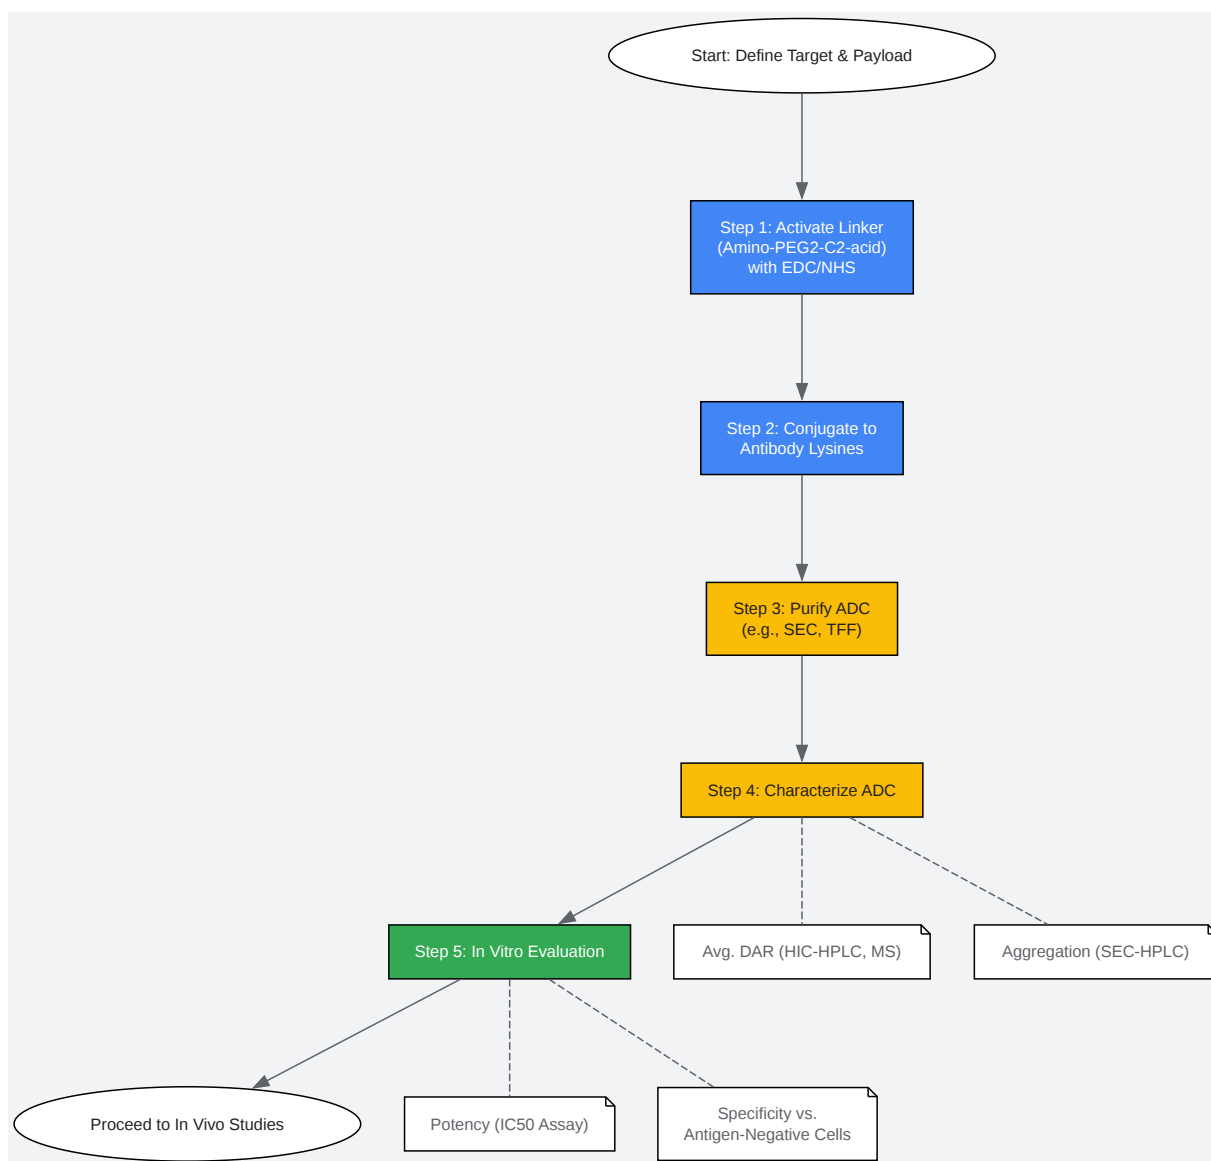 Start: Define Target & Payload
Step 1: Activate Linker
(Amino-PEG2-C2-acid)
with EDC/NHS
Step 2: Conjugate to
Antibody Lysines
Step 3: Purify ADC
(e.g., SEC, TFF)
Step 4: Characterize ADC
Step 5: In Vitro Evaluation
Avg. DAR (HIC-HPLC, MS)
Aggregation (SEC-HPLC)
Proceed to In Vivo Studies
Potency (IC50 Assay)
Specificity vs.
Antigen-Negative Cells